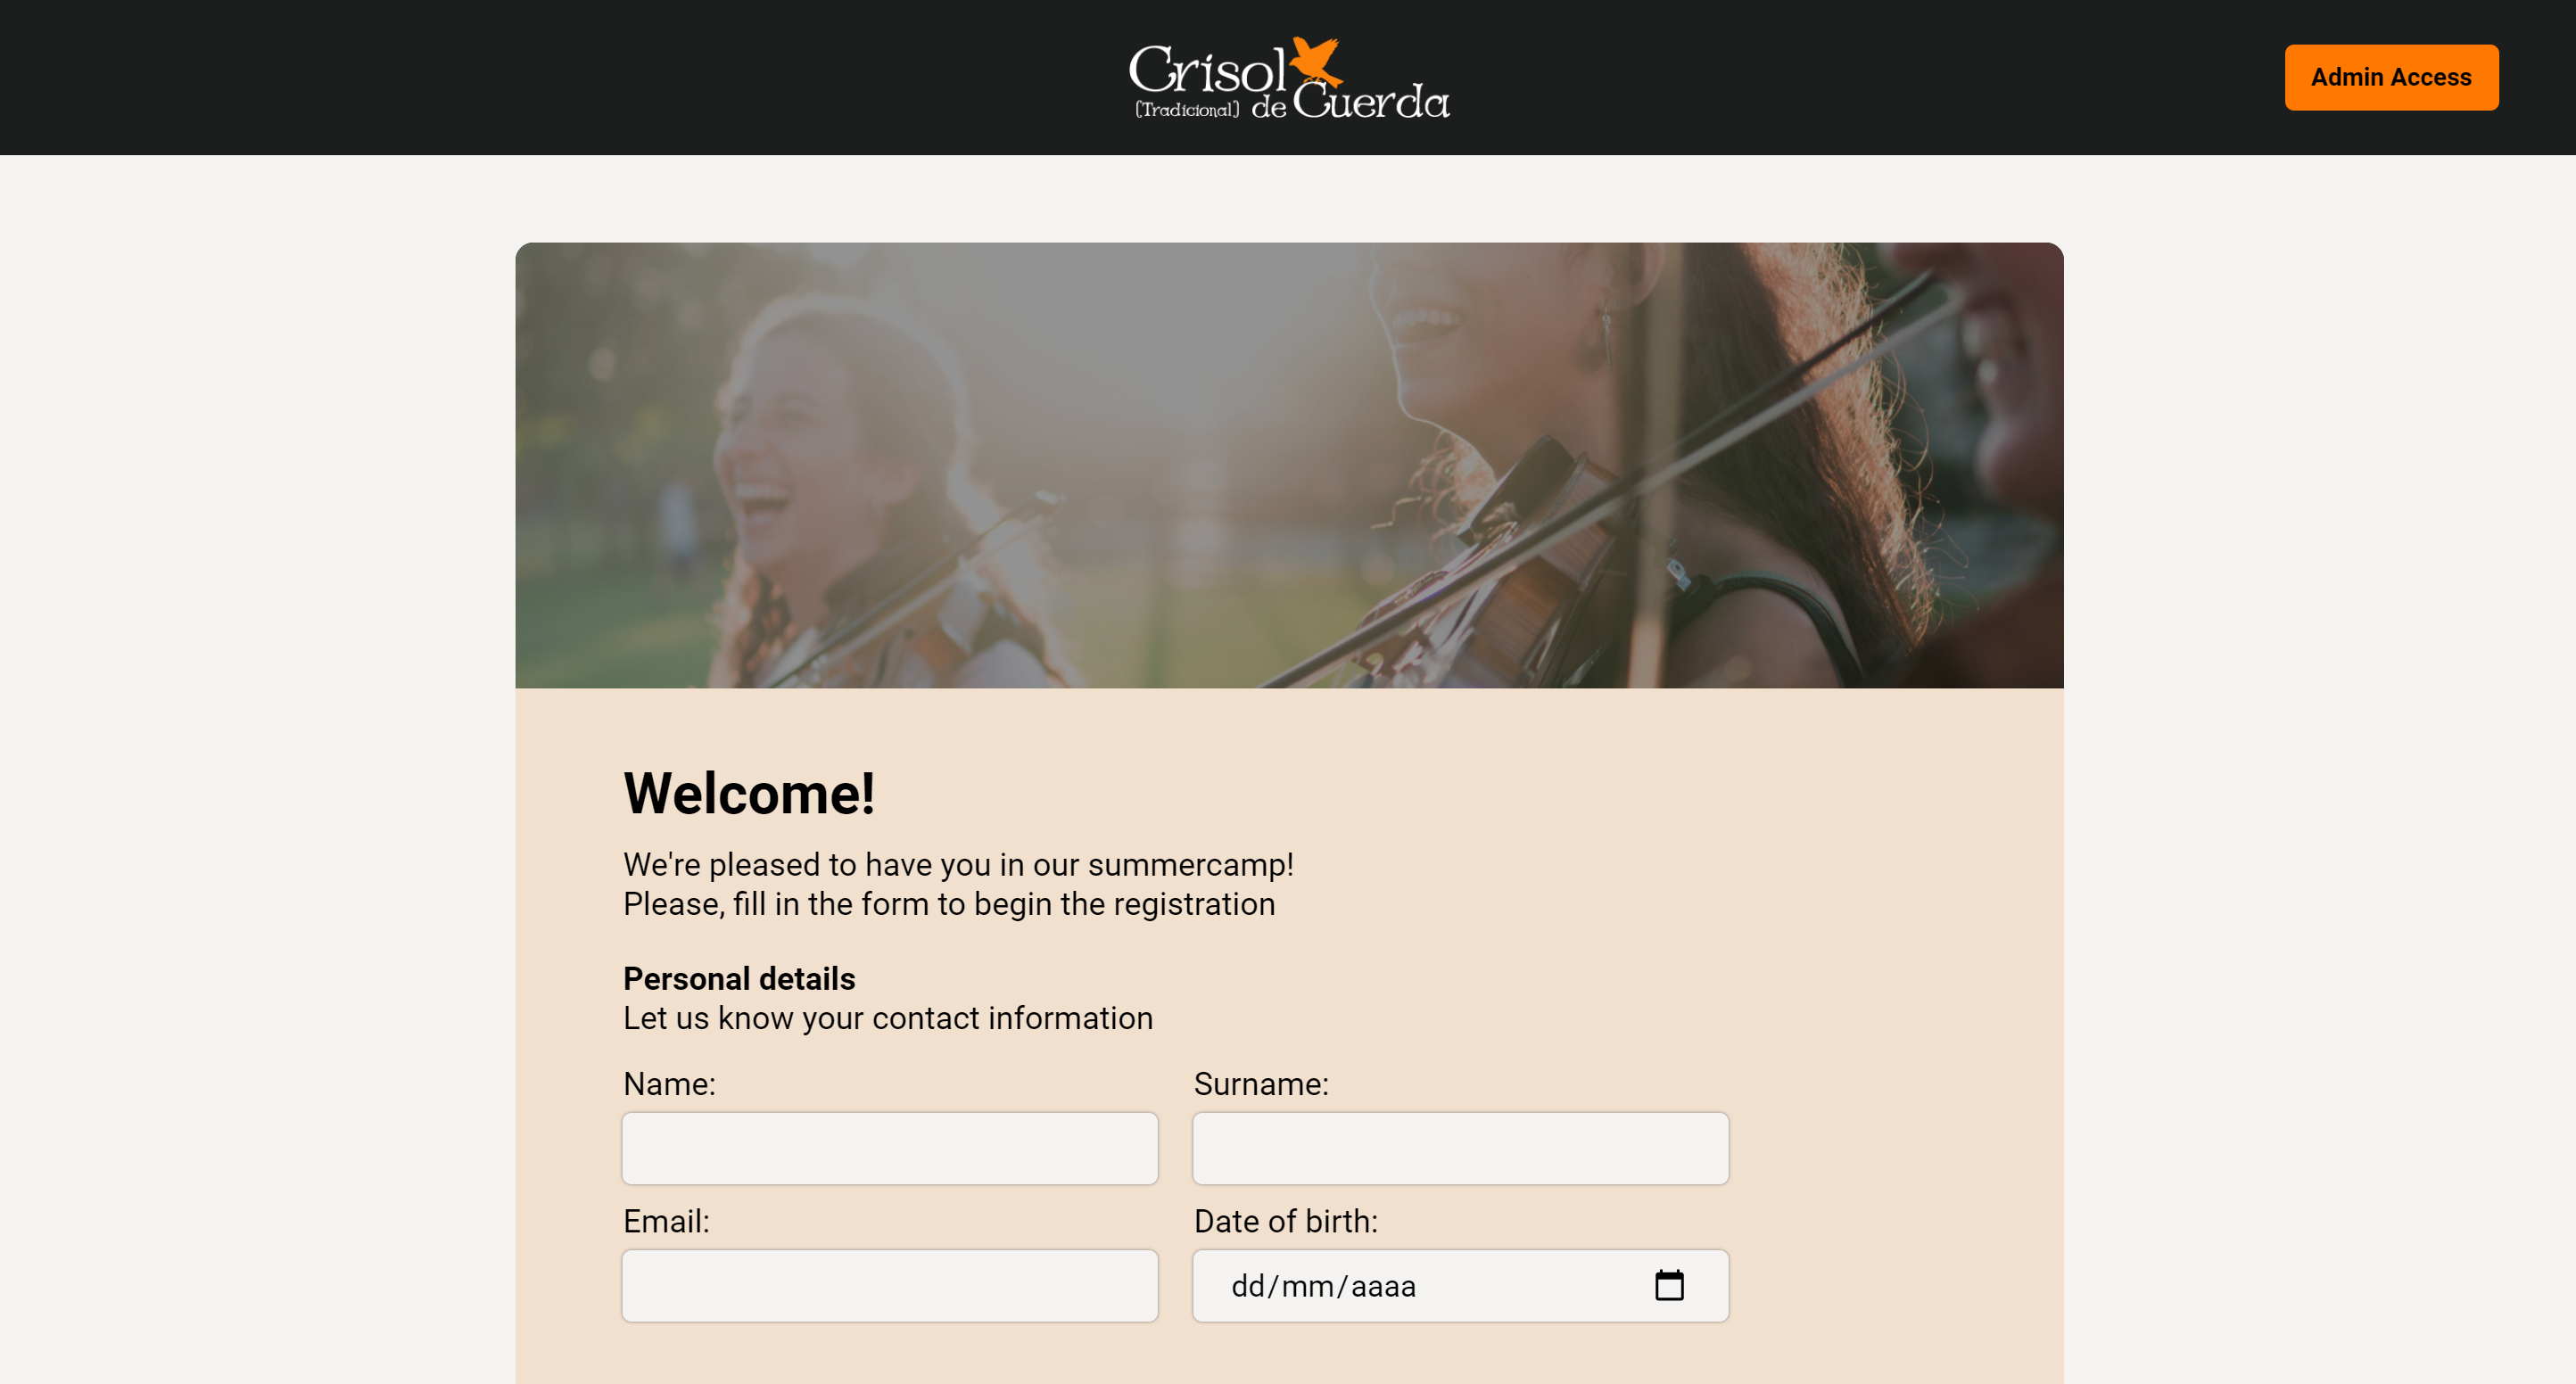 Crisol
(Tradicional) de Cuerda
Admin Access
Welcome!
We're pleased to have you in our summercamp!
Please, fill in the form to begin the registration
Personal details
Let us know your contact information
Name:
Surname:
Email:
Date of birth:
dd/mm/aaaa